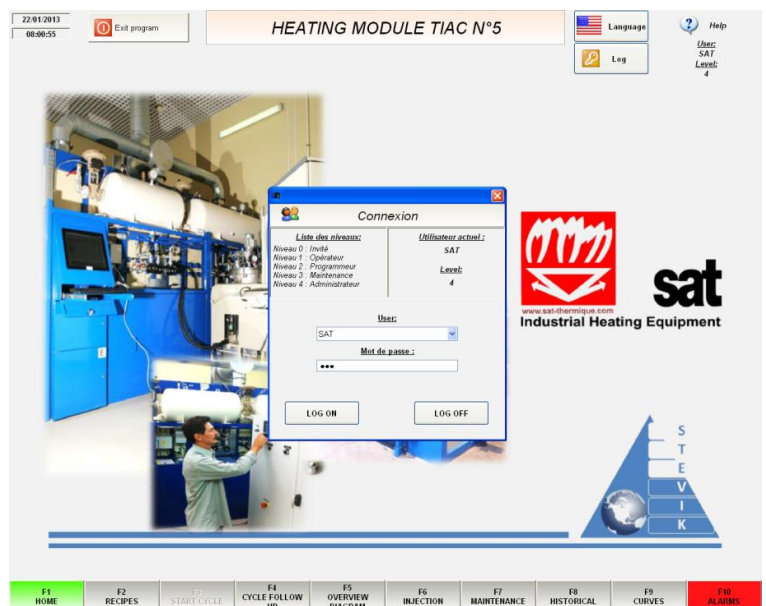 22/01/2013
08:00:55
Exit program
HEATING MODULE TIAC N°5
Language
Log
Help
User:
SAT
Level:
4
Connexion
Liste des niveaux:
Niveau 0 : Invité
Niveau 1 : Opérateur
Niveau 2 : Programmeur
Niveau 3 : Maintenance
Niveau 4 : Administrateur
Utilisateur actuel :
SAT
Level:
4
User:
SAT
Mot de passe :
LOG ON
LOG OFF
sat
www.sat-thermique.com
Industrial Heating Equipment
S
T
E
V
I
K
F1
HOME
F2
RECIPES
F3
START CYCLE
F4
CYCLE FOLLOW
UP
F5
OVERVIEW
DIAGRAM
F6
INJECTION
F7
MAINTENANCE
F8
HISTORICAL
F9
CURVES
F10
ALARMS